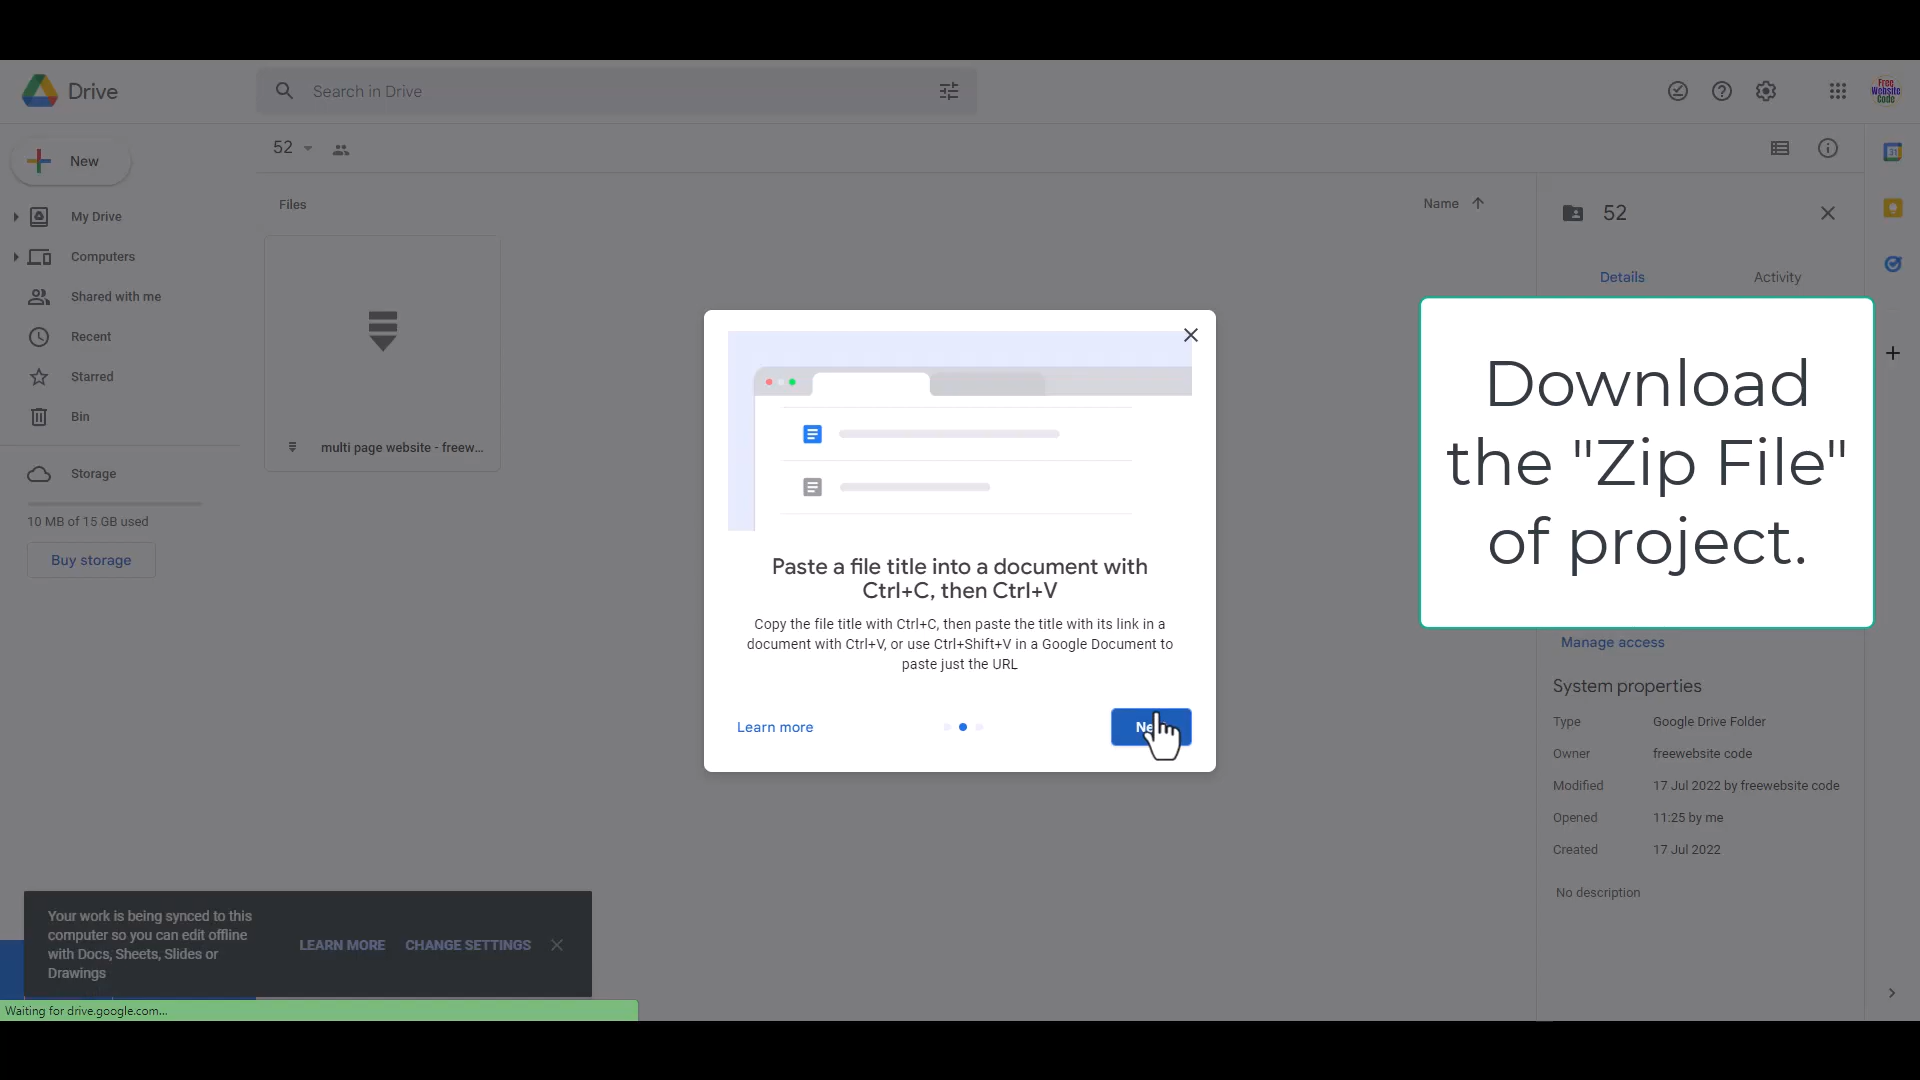 Drive
Search in Drive
Free
Website
Code
New
52
31
My Drive
Computers
Shared with me
Recent
Starred
Bin
Storage
10 MB of 15 GB used
Buy storage
Files
Name
multi page website - freew...
52
Details
Activity
Download
the "Zip File"
of project.
Paste a file title into a document with
Ctrl+C, then Ctrl+V
Copy the file title with Ctrl+C, then paste the title with its link in a
document with Ctrl+V, or use Ctrl+Shift+V in a Google Document to
paste just the URL
Learn more
Manage access
System properties
Type Google Drive Folder
Owner freewebsite code
Modified 17 Jul 2022 by freewebsite code
Opened 11:25 by me
Created 17 Jul 2022
No description
Your work is being synced to this
computer so you can edit offline
with Docs, Sheets, Slides or
Drawings
LEARN MORE
CHANGE SETTINGS
Waiting for drive.google.com...